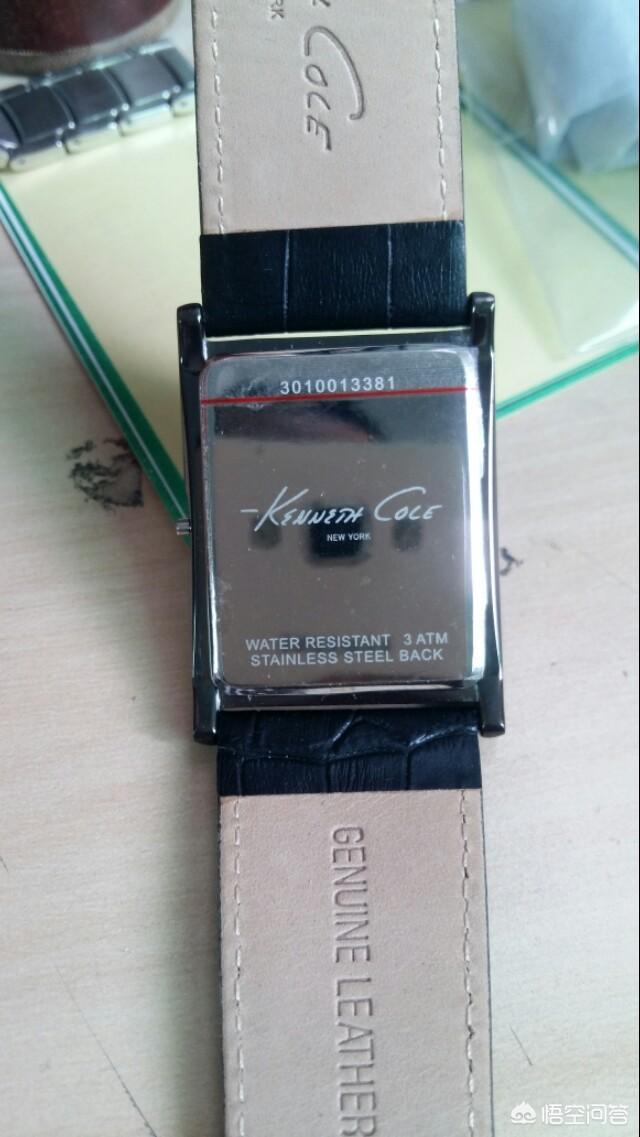 COLE
3010013381
KENNETH COLE
NEW YORK
WATER RESISTANT 3 ATM
STAINLESS STEEL BACK
GENUINE LEATHER
悟空问答